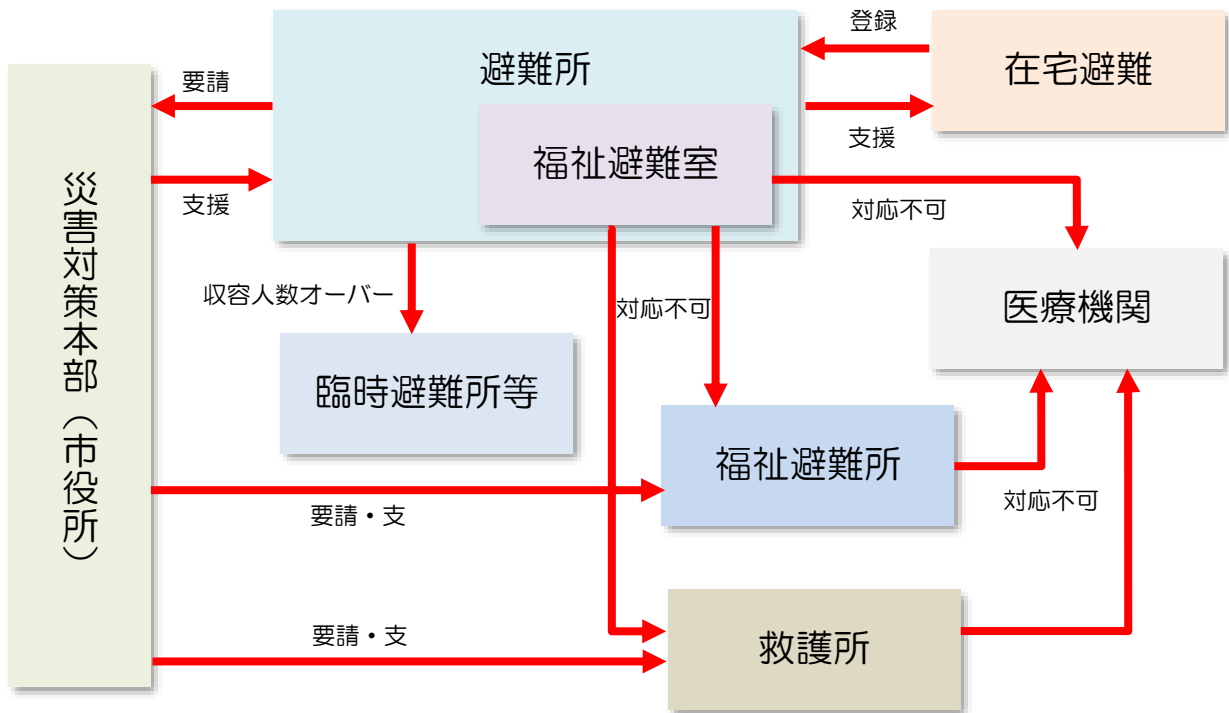 災害対策本部（市役所）
要請
支援
避難所
福祉避難室
登録
支援
在宅避難
対応不可
収容人数オーバー
対応不可
医療機関
臨時避難所等
福祉避難所
要請・支
対応不可
要請・支
救護所